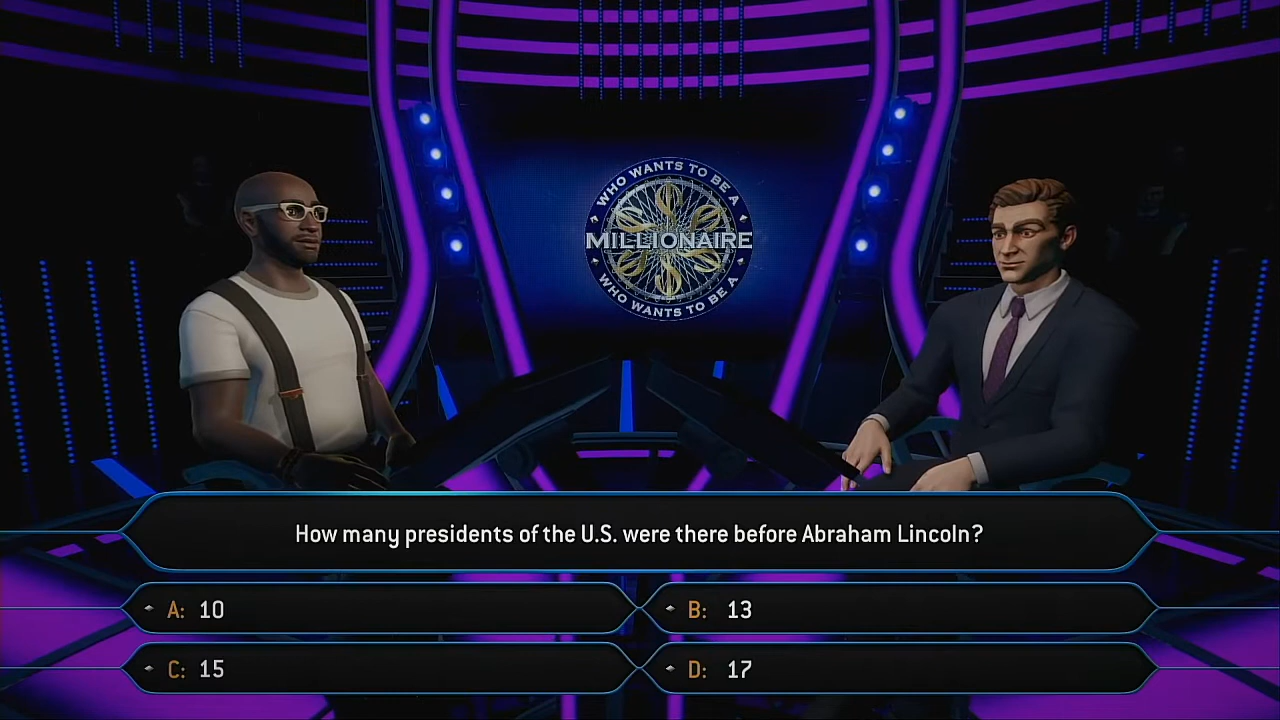 WHO WANTS TO BE A
MILLIONAIRE
WHO WANTS TO BE A
How many presidents of the U.S. were there before Abraham Lincoln?
A: 10
B: 13
C: 15
D: 17